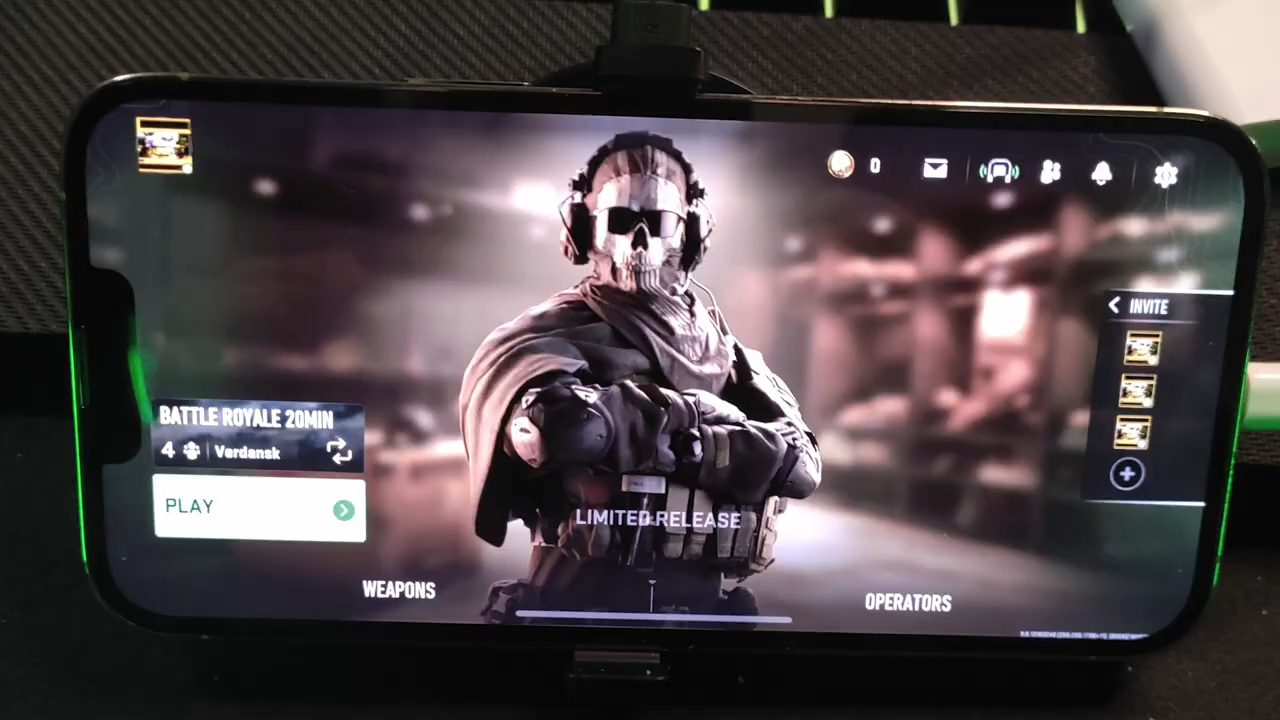 0
INVITE
BATTLE ROYALE 20MIN
4 | Verdansk
PLAY
LIMITED RELEASE
WEAPONS
OPERATORS